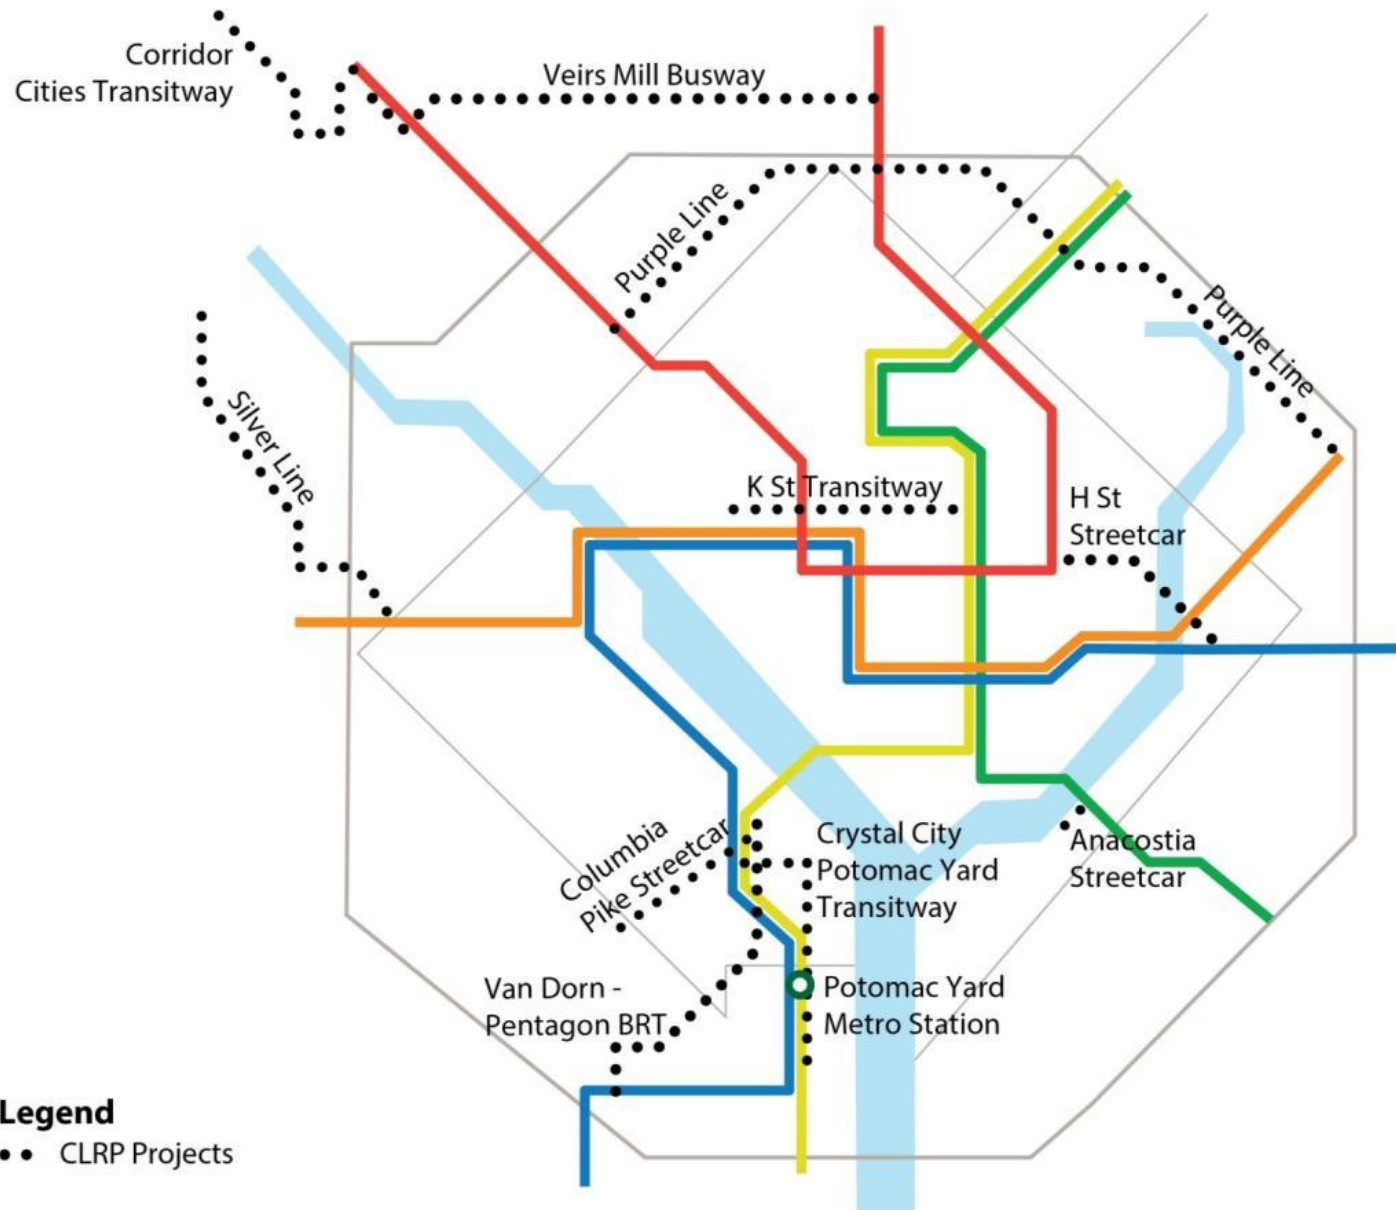 Corridor
Cities Transitway
Veirs Mill Busway
Purple Line
Purple Line
Silver Line
K St Transitway
H St
Streetcar
Columbia
Pike Streetcar
Crystal City
Potomac Yard
Transitway
Anacostia
Streetcar
Van Dorn -
Pentagon BRT
Potomac Yard
Metro Station
Legend
CLRP Projects